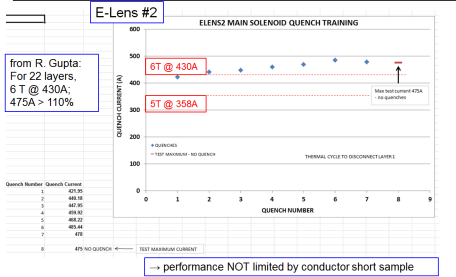 E-Lens #2
from R. Gupta:
For 22 layers,
6 T @ 430A;
475A > 110%
ELENS2 MAIN SOLENOID QUENCH TRAINING
QUENCH CURRENT (A)
600
500
400
300
200
100
0
6T @ 430A
5T @ 358A
Max test current 475A
- no quenches
QUENCHES
TEST MAXIMUM - NO QUENCH
THERMAL CYCLE TO DISCONNECT LAYER 1
0 1 2 3 4 5 6 7 8 9
QUENCH NUMBER
Quench Number Quench Current
1 421.95
2 440.18
3 447.95
4 459.92
5 468.22
6 485.44
7 478
8 475 NO QUENCH TEST MAXIMUM CURRENT
→ performance NOT limited by conductor short sample